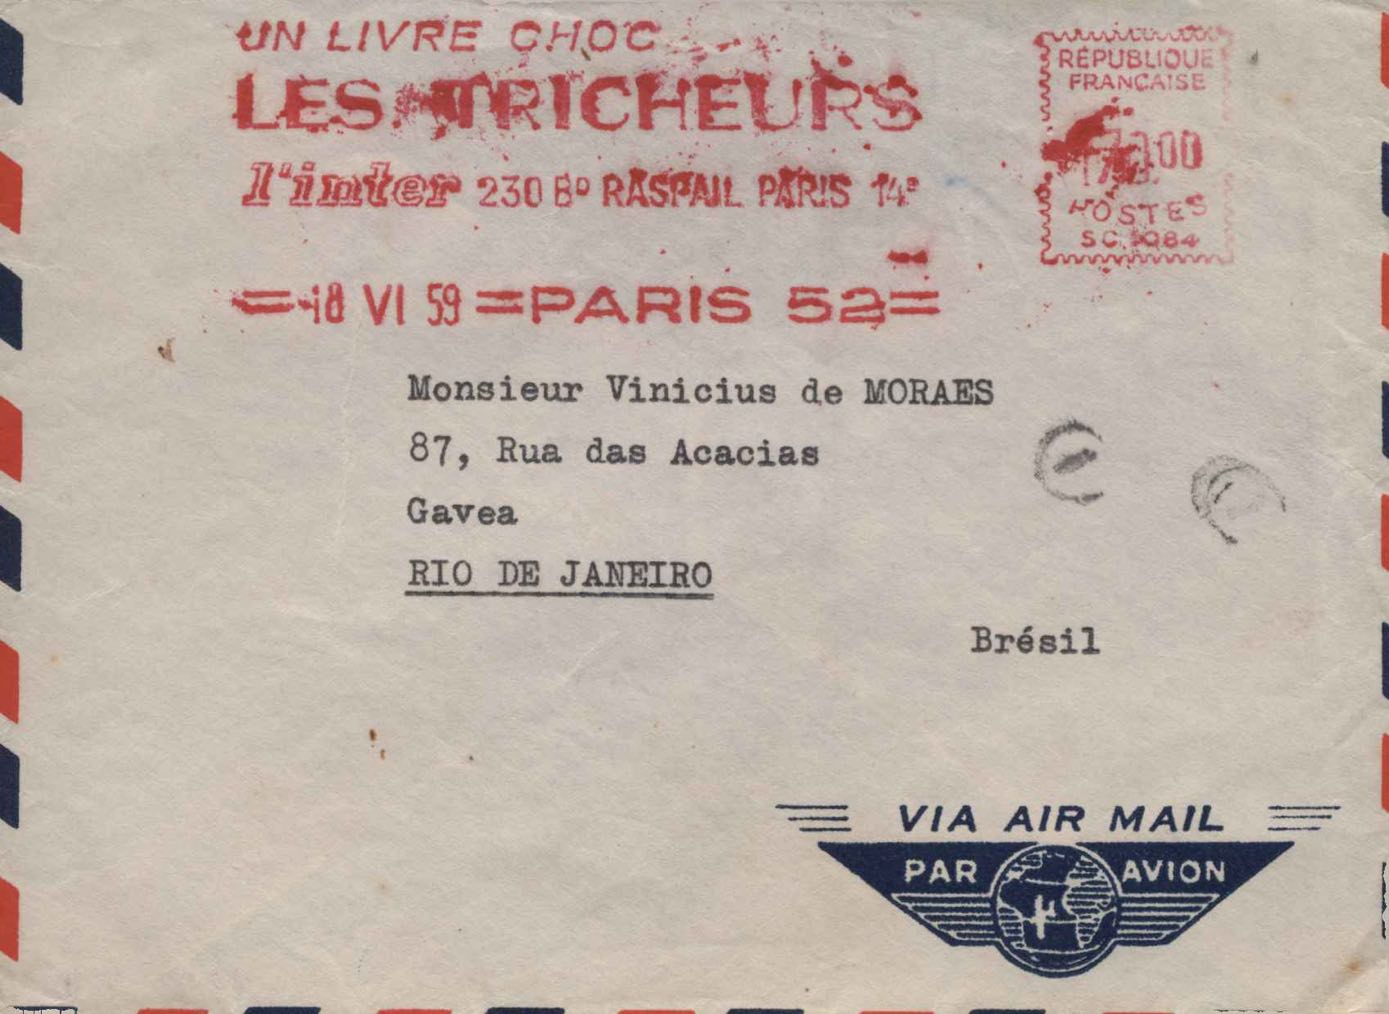 UN LIVRE CHOC
LES TRICHEURS
l'inter 230 Bᴰ RASPAIL PARIS 14ᵉ
RÉPUBLIQUE
FRANÇAISE
POSTES
18 VI 59 =PARIS 52=
Monsieur Vinicius de MORAES
87, Rua das Acacias
Gavea
RIO DE JANEIRO
Brésil
VIA AIR MAIL
PAR AVION